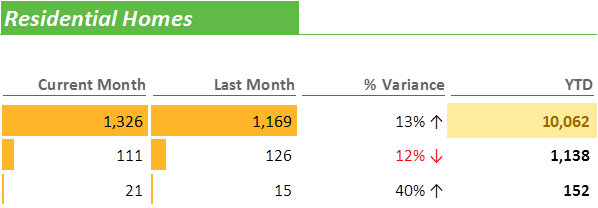 Residential Homes
Current Month Last Month % Variance YTD
1,326 1,169 13% ↑ 10,062
111 126 12% ↓ 1,138
21 15 40% ↑ 152